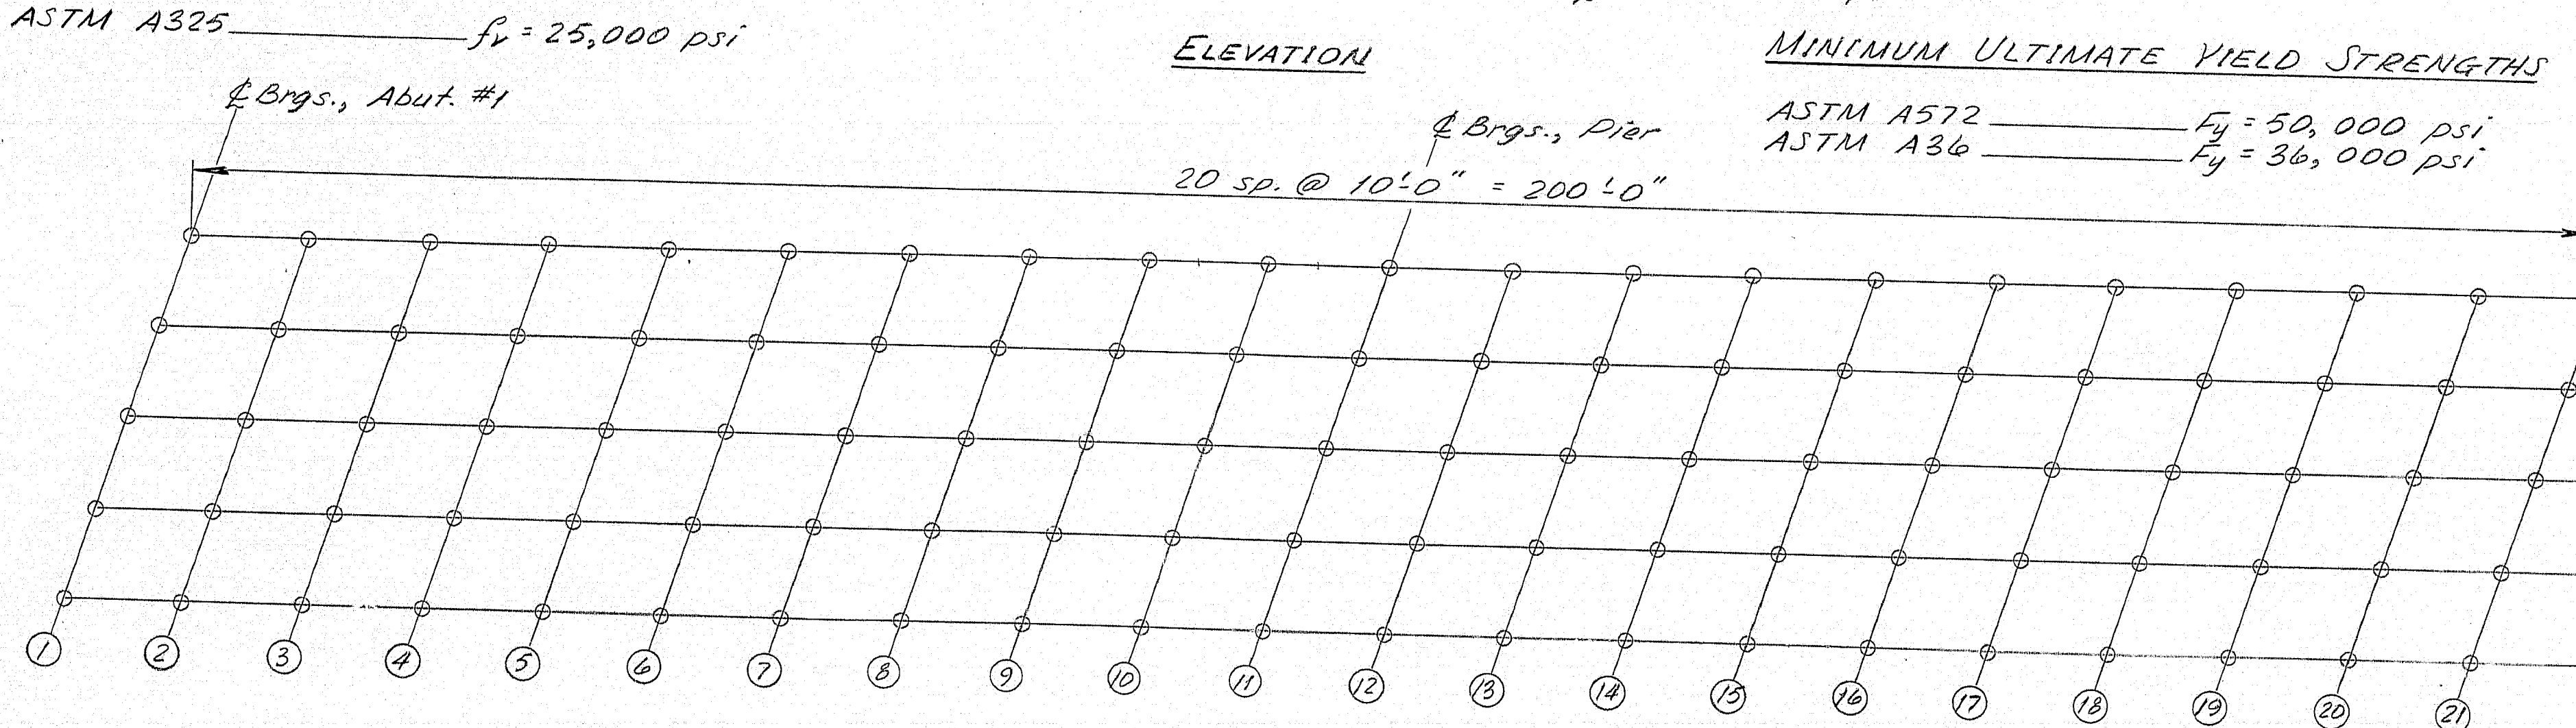 ASTM A325 fv = 25,000 psi
ELEVATION
MINIMUM ULTIMATE YIELD STRENGTHS
ASTM A572 Fy = 50,000 psi
ASTM A36 Fy = 36,000 psi
℄ Brgs., Abut. #1
℄ Brgs., Pier
20 sp. @ 10'-0" = 200'-0"
1 2 3 4 5 6 7 8 9 10 11 12 13 14 15 16 17 18 19 20 21